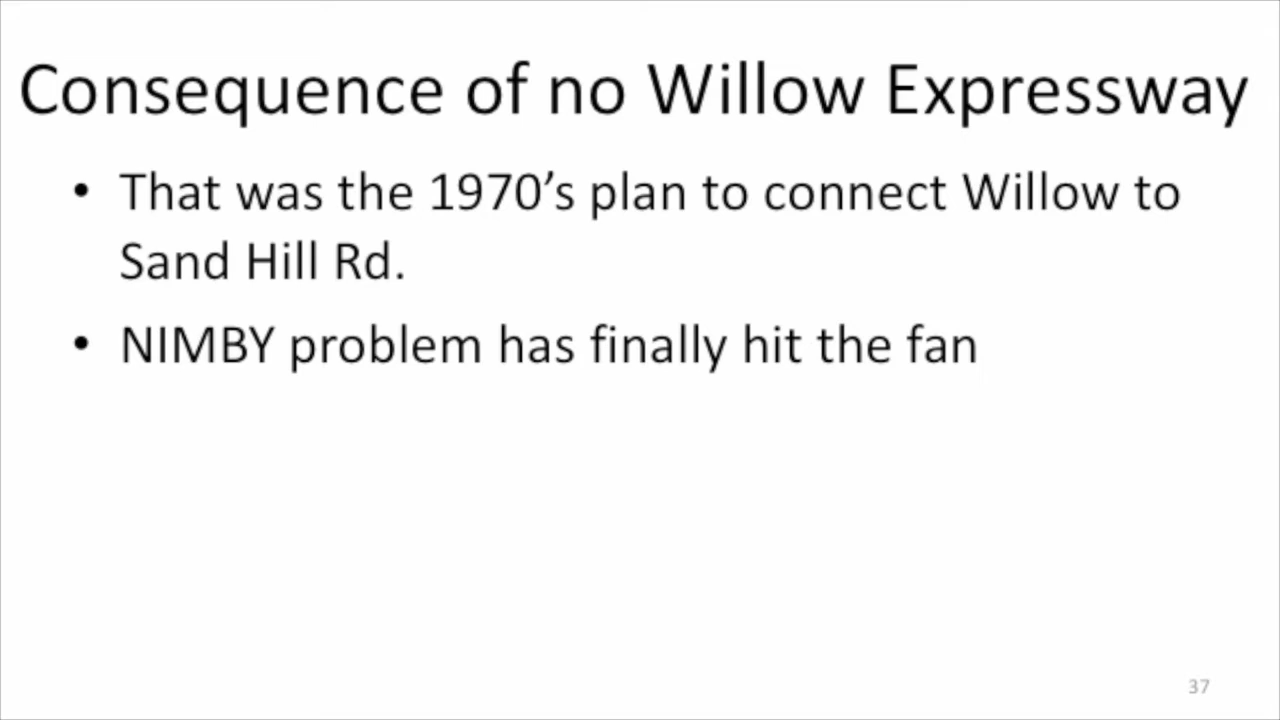 Consequence of no Willow Expressway
• That was the 1970’s plan to connect Willow to
Sand Hill Rd.
• NIMBY problem has finally hit the fan
37